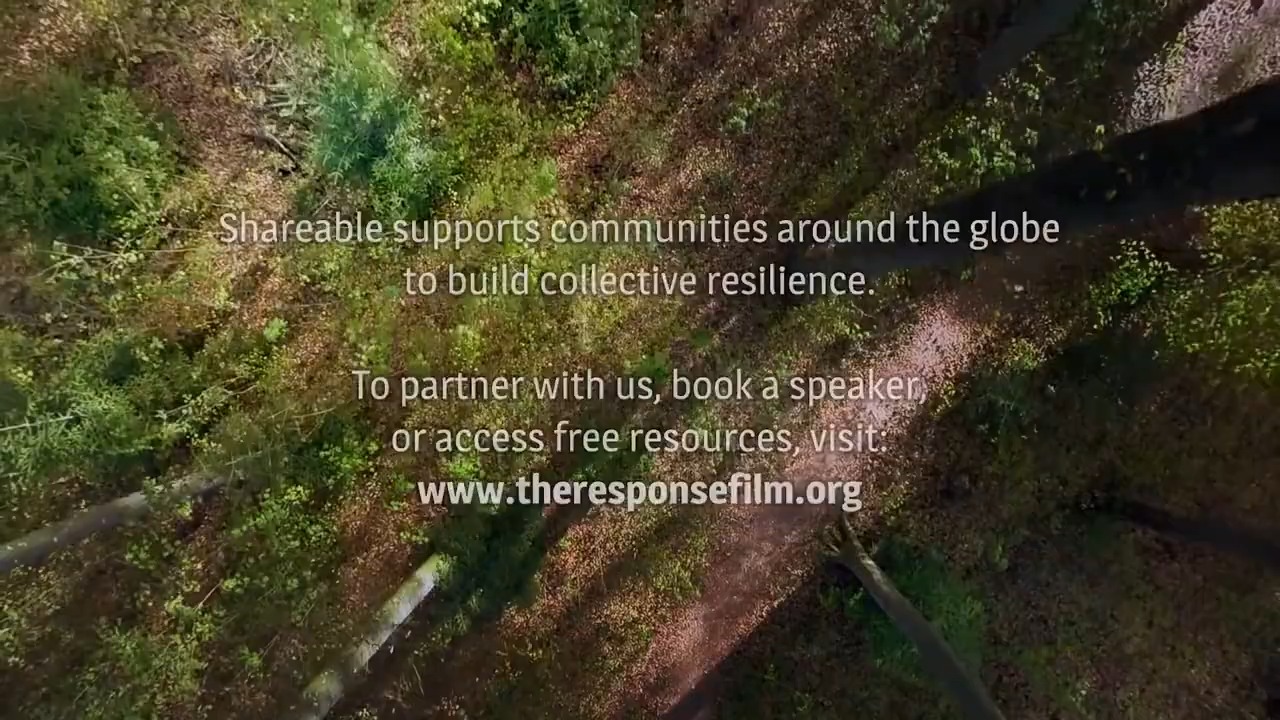 Shareable supports communities around the globe
to build collective resilience.
To partner with us, book a speaker,
or access free resources, visit:
www.theresponsefilm.org